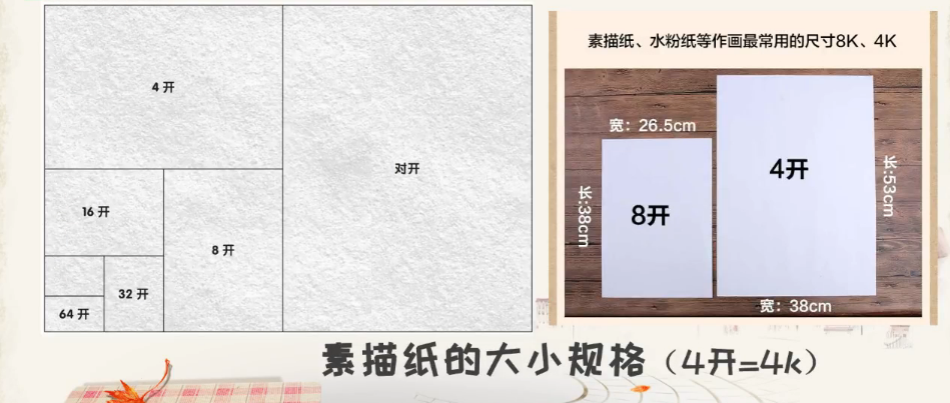 4 开
对开
16 开
8 开
32 开
64 开
素描纸、水粉纸等作画最常用的尺寸8K、4K
宽：26.5cm
4开
长:53cm
长:38cm
8开
宽：38cm
素描纸的大小规格（4开=4k）